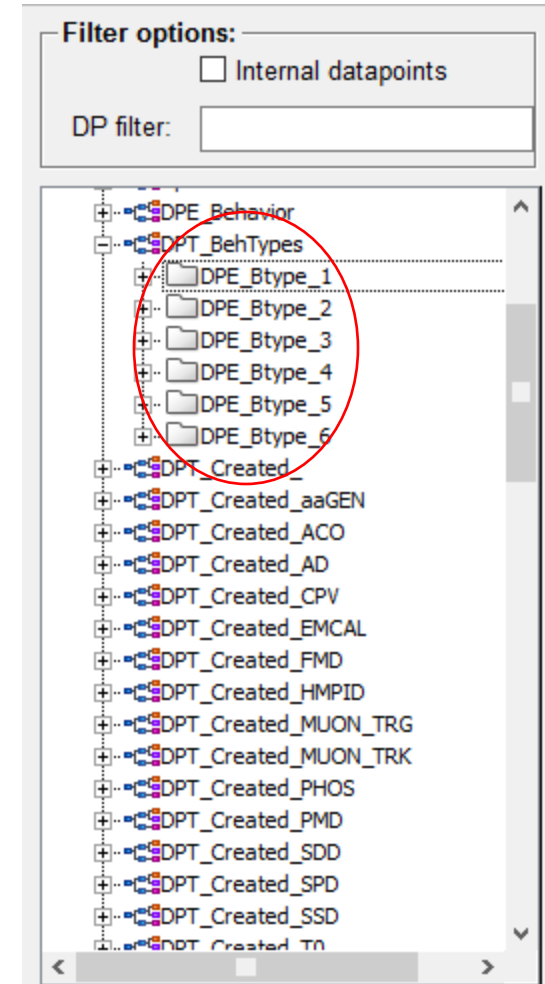 Filter options:
Internal datapoints
DP filter:
DPE_Behavior
DPT_BehTypes
DPE_Btype_1
DPE_Btype_2
DPE_Btype_3
DPE_Btype_4
DPE_Btype_5
DPE_Btype_6
DPT_Created_
DPT_Created_aaGEN
DPT_Created_ACO
DPT_Created_AD
DPT_Created_CPV
DPT_Created_EMCAL
DPT_Created_FMD
DPT_Created_HMPID
DPT_Created_MUON_TRG
DPT_Created_MUON_TRK
DPT_Created_PHOS
DPT_Created_PMD
DPT_Created_SDD
DPT_Created_SPD
DPT_Created_SSD
DPT_Created_T0